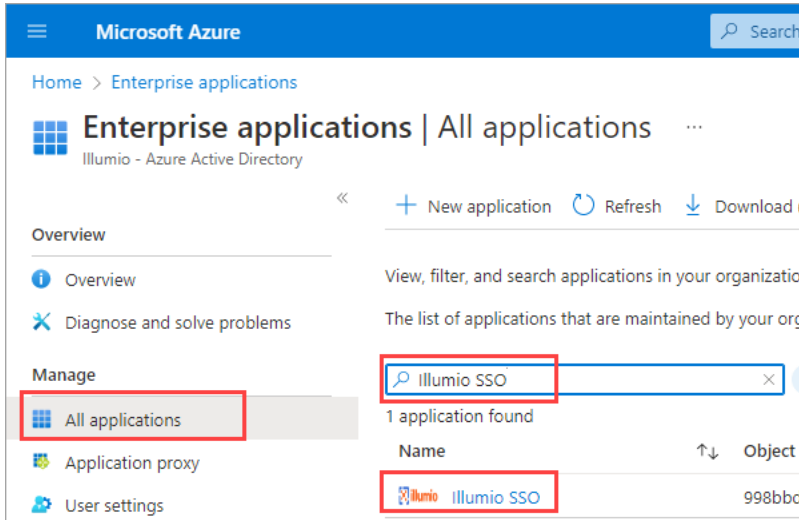 Microsoft Azure
Search
Home > Enterprise applications
Enterprise applications | All applications ...
Illumio - Azure Active Directory
«
+ New application Refresh Download
Overview
Overview
Diagnose and solve problems
Manage
All applications
Application proxy
User settings
View, filter, and search applications in your organizatio
The list of applications that are maintained by your org
Illumio SSO
1 application found
Name ↑↓ Object
illumio Illumio SSO 998bbc